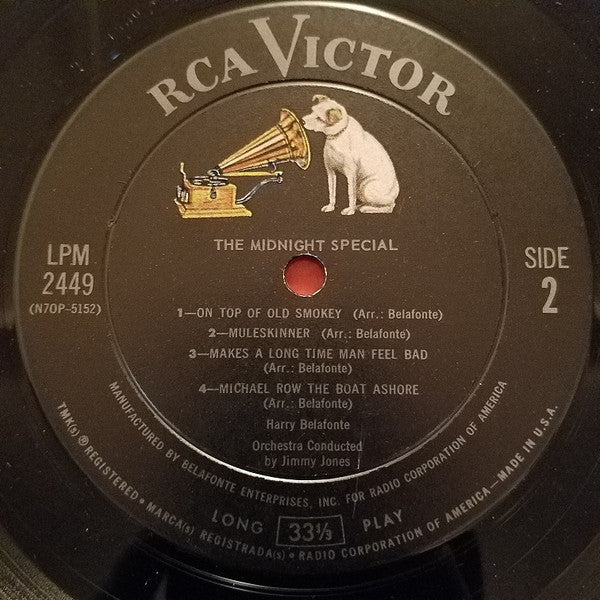 RCA VICTOR
THE MIDNIGHT SPECIAL
LPM
2449
(N7OP-5152)
SIDE
2
1—ON TOP OF OLD SMOKEY (Arr.: Belafonte)
2—MULESKINNER (Arr.: Belafonte)
3—MAKES A LONG TIME MAN FEEL BAD
(Arr.: Belafonte)
4—MICHAEL ROW THE BOAT ASHORE
(Arr.: Belafonte)
Harry Belafonte
Orchestra Conducted
by Jimmy Jones
MANUFACTURED BY BELAFONTE ENTERPRISES, INC. FOR RADIO CORPORATION OF AMERICA
LONG 33⅓ PLAY
TMK(s) ® REGISTERED • MARCA(s) REGISTRADA(s) • RADIO CORPORATION OF AMERICA—MADE IN U.S.A.